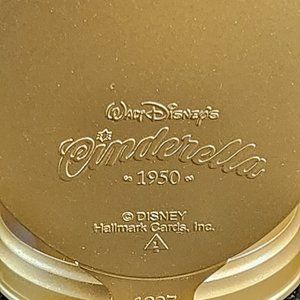 Walt Disney's
Cinderella
~ 1950 ~
© DISNEY
Hallmark Cards, Inc.